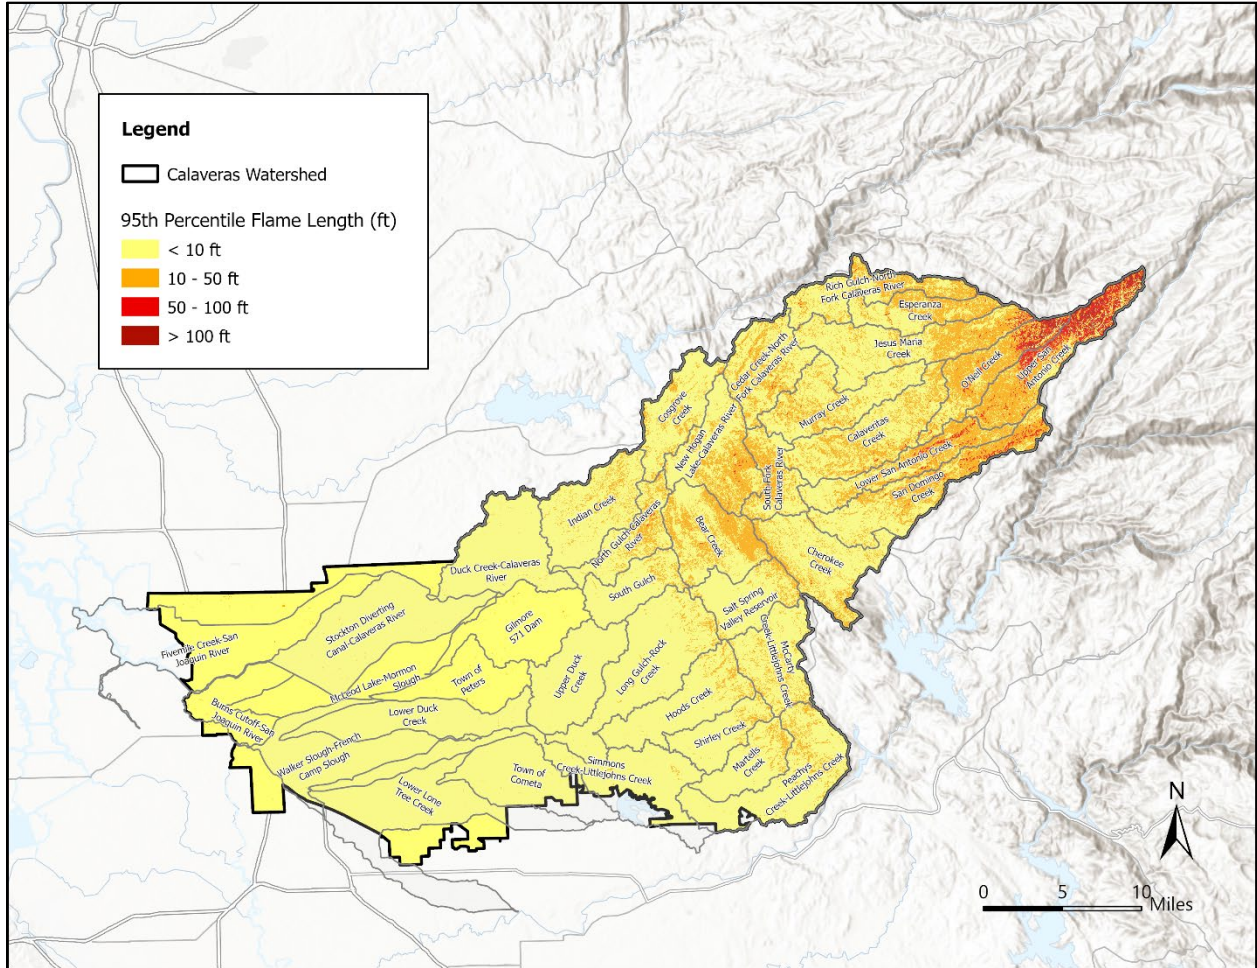 Legend
Calaveras Watershed
95th Percentile Flame Length (ft)
< 10 ft
10 - 50 ft
50 - 100 ft
> 100 ft
Rich Gulch-North
Fork Calaveras River
Esperanza
Creek
Jesus Maria
Creek
Cedar Creek-North
Fork Calaveras River
O'Neil Creek
Upper San
Antonio Creek
Cosgrove
Creek
New Hogan
Lake-Calaveras River
Murray Creek
Calaveritas
Creek
South Fork
Calaveras River
Lower San Antonio Creek
San Domingo
Creek
Indian Creek
North Gulch-Calaveras
River
Bear Creek
Cherokee
Creek
Duck Creek-Calaveras
River
South Gulch
Salt Spring
Valley Reservoir
McCarty
Creek-Littlejohns Creek
Fivemile Creek-San
Joaquin River
Stockton Diverting
Canal-Calaveras River
Gilmore
571 Dam
McLeod Lake-Mormon
Slough
Town of
Peters
Upper Duck
Creek
Long Gulch-Rock
Creek
Burns Cutoff-San
Joaquin River
Lower Duck
Creek
Hoods Creek
Shirley Creek
Walker Slough-French
Camp Slough
Lower Lone
Tree Creek
Town of
Cometa
Simmons
Creek-Littlejohns Creek
Martells
Creek
Peachys
Creek-Littlejohns Creek
N
0 5 10
Miles